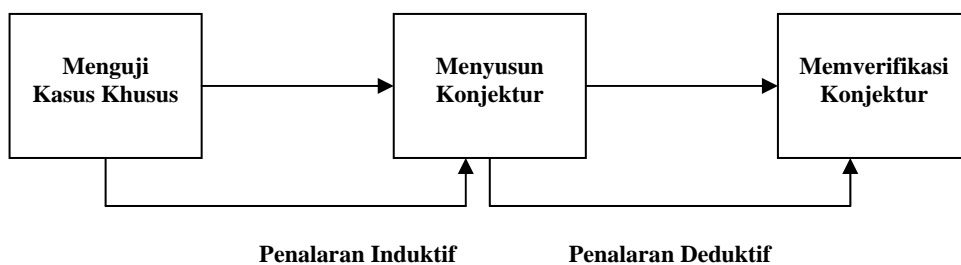 Menguji
Kasus Khusus
Menyusun
Konjektur
Memverifikasi
Konjektur
Penalaran Induktif
Penalaran Deduktif